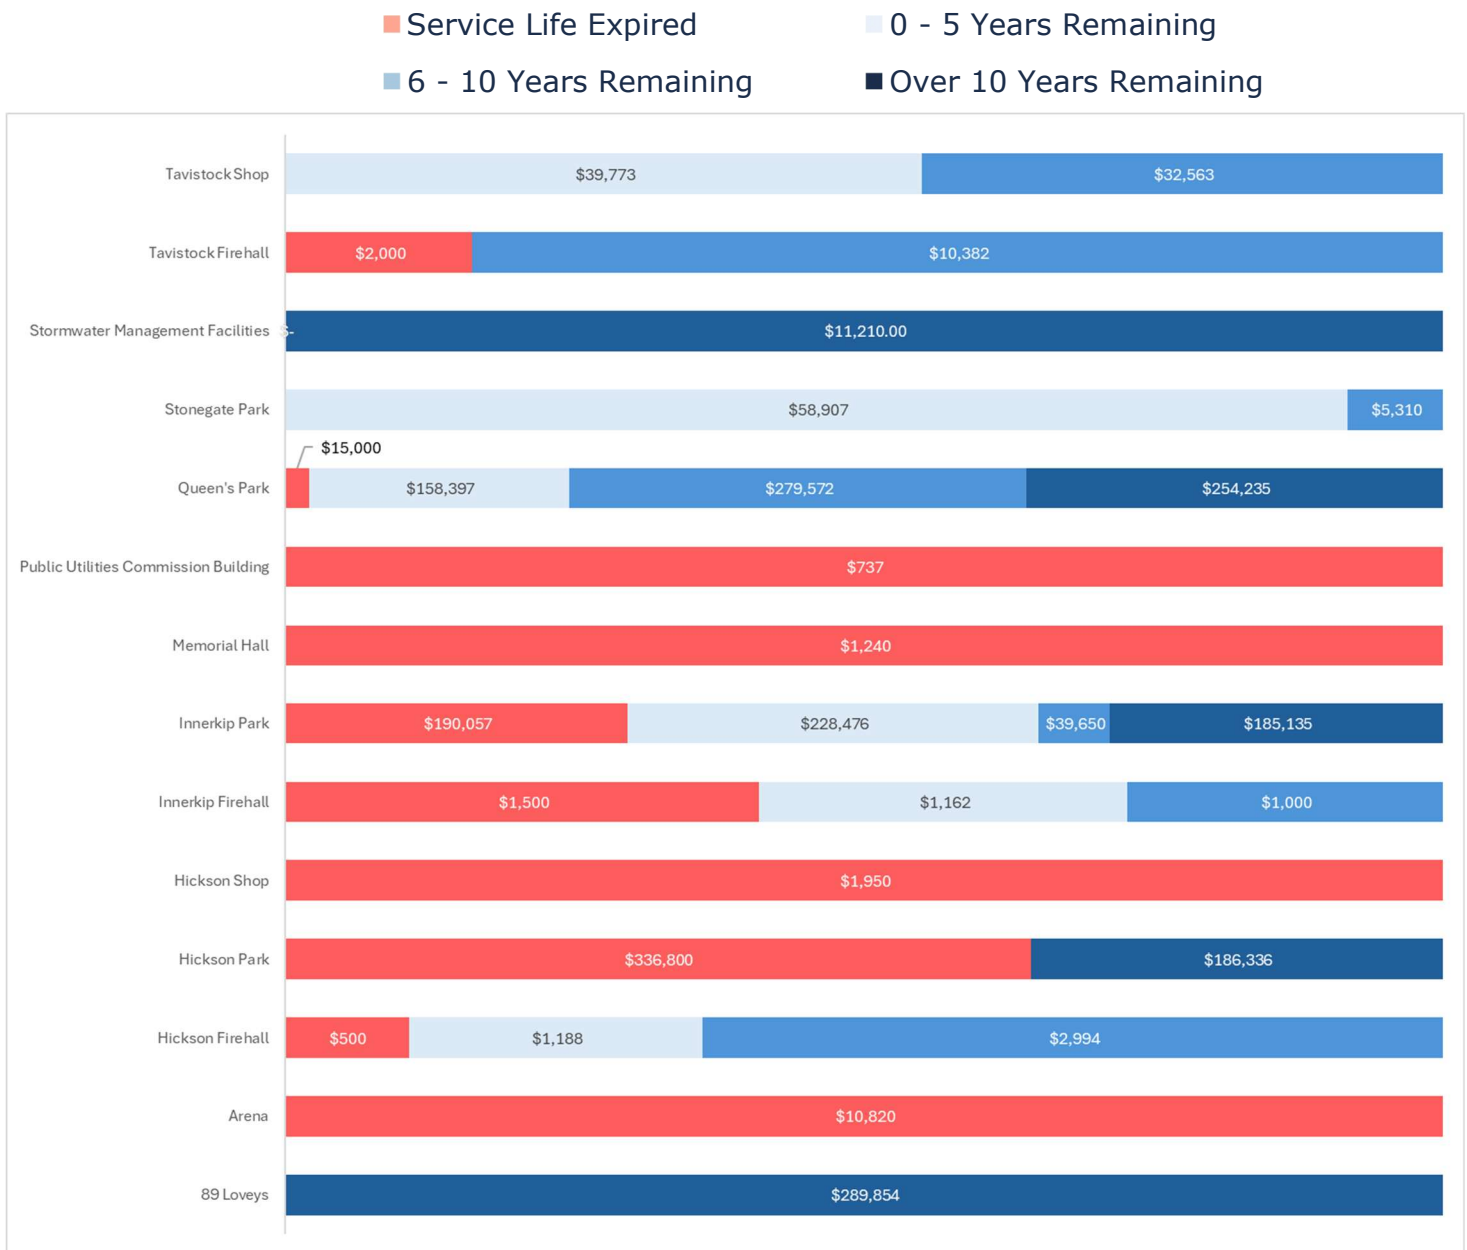 Service Life Expired
0 - 5 Years Remaining
6 - 10 Years Remaining
Over 10 Years Remaining
Tavistock Shop
$39,773
$32,563
Tavistock Firehall
$2,000
$10,382
Stormwater Management Facilities
$-
$11,210.00
Stonegate Park
$58,907
$5,310
$15,000
Queen's Park
$158,397
$279,572
$254,235
Public Utilities Commission Building
$737
Memorial Hall
$1,240
Innerkip Park
$190,057
$228,476
$39,650
$185,135
Innerkip Firehall
$1,500
$1,162
$1,000
Hickson Shop
$1,950
Hickson Park
$336,800
$186,336
Hickson Firehall
$500
$1,188
$2,994
Arena
$10,820
89 Loveys
$289,854